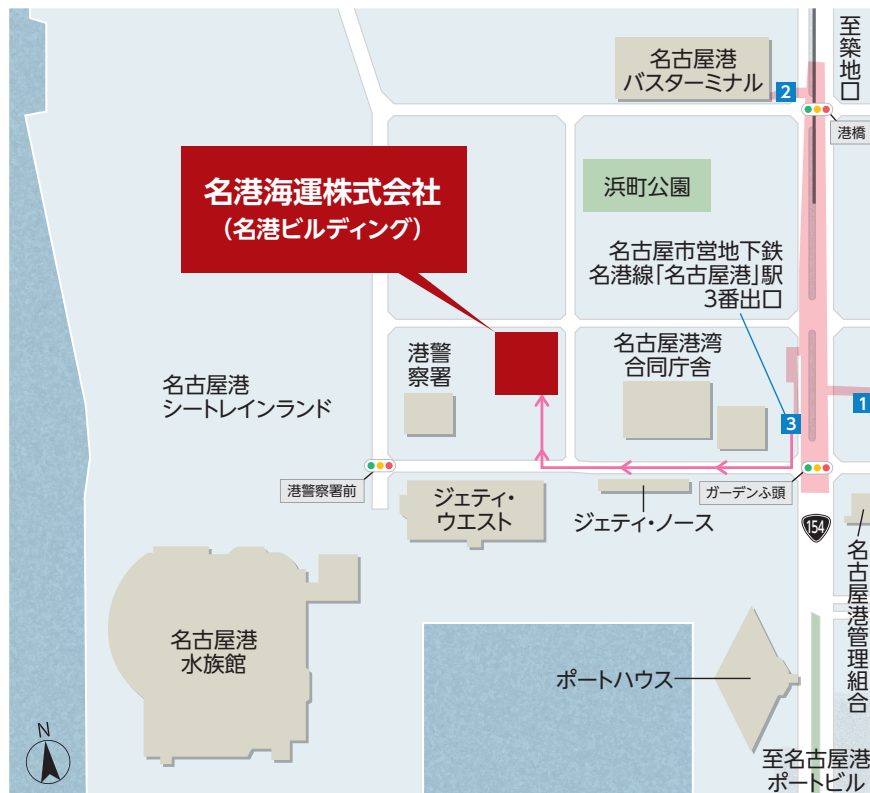 至築地口
名古屋港
バスターミナル
2
港橋
名港海運株式会社
（名港ビルディング）
浜町公園
名古屋市営地下鉄
名港線「名古屋港」駅
3番出口
港警
察署
名古屋港湾
合同庁舎
名古屋港
シートレインランド
1
3
港警察署前
ジェティ・
ウエスト
ジェティ・ノース
ガーデンふ頭
154
名古屋港管理組合
名古屋港
水族館
ポートハウス
N
至名古屋港
ポートビル